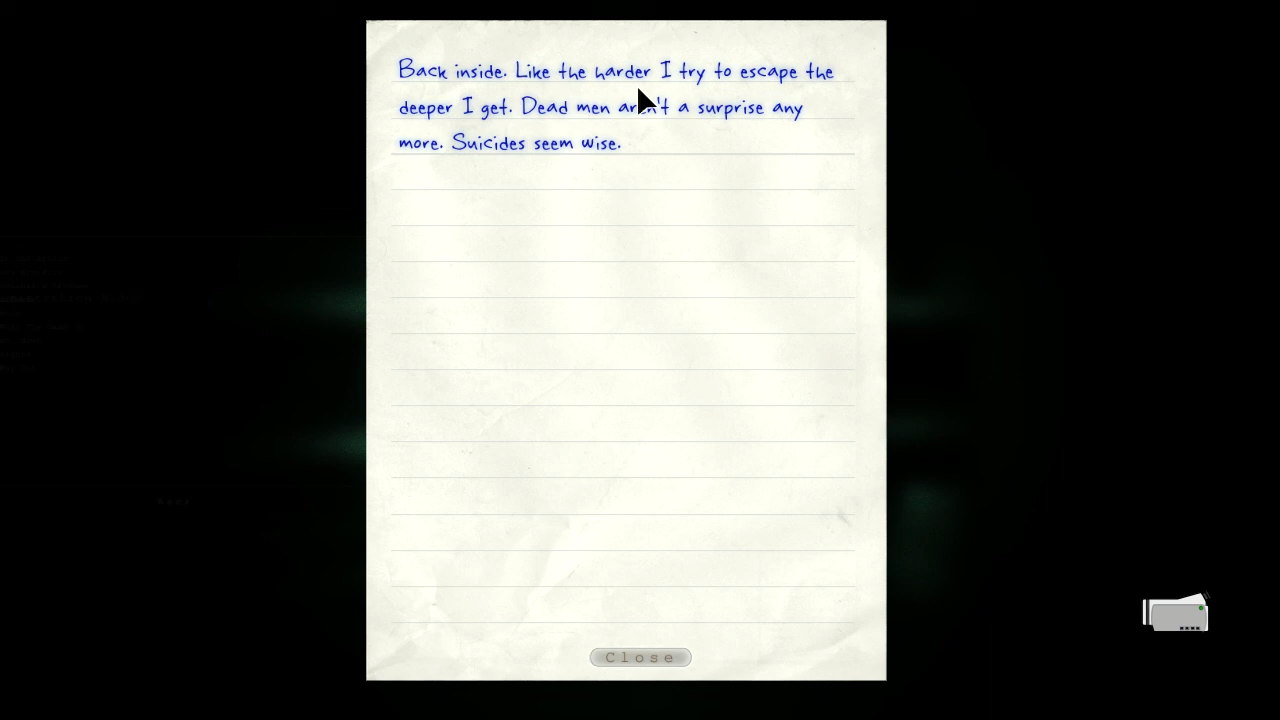 Back inside. Like the harder I try to escape the
deeper I get. Dead men aren't a surprise any
more. Suicides seem wise.
Close